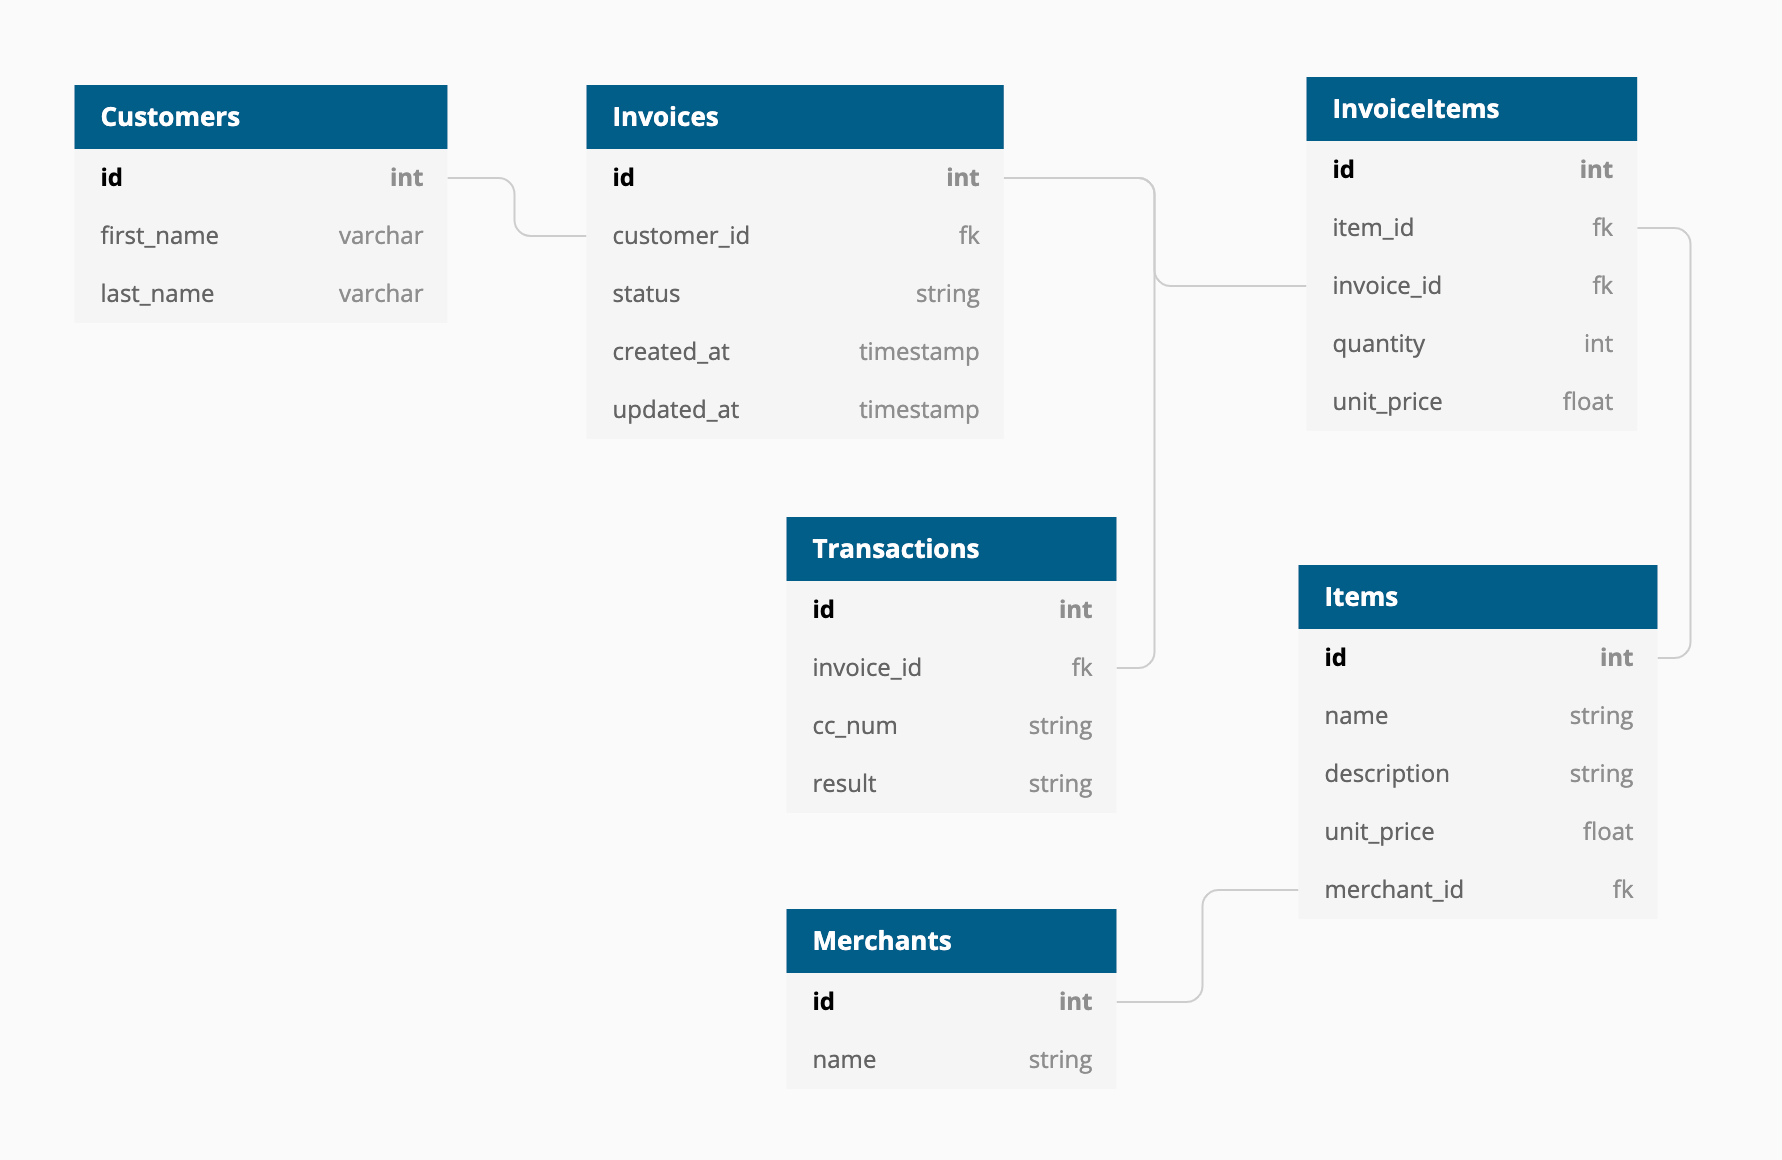 Customers
id int
first_name varchar
last_name varchar
Invoices
id int
customer_id fk
status string
created_at timestamp
updated_at timestamp
InvoiceItems
id int
item_id fk
invoice_id fk
quantity int
unit_price float
Transactions
id int
invoice_id fk
cc_num string
result string
Items
id int
name string
description string
unit_price float
merchant_id fk
Merchants
id int
name string